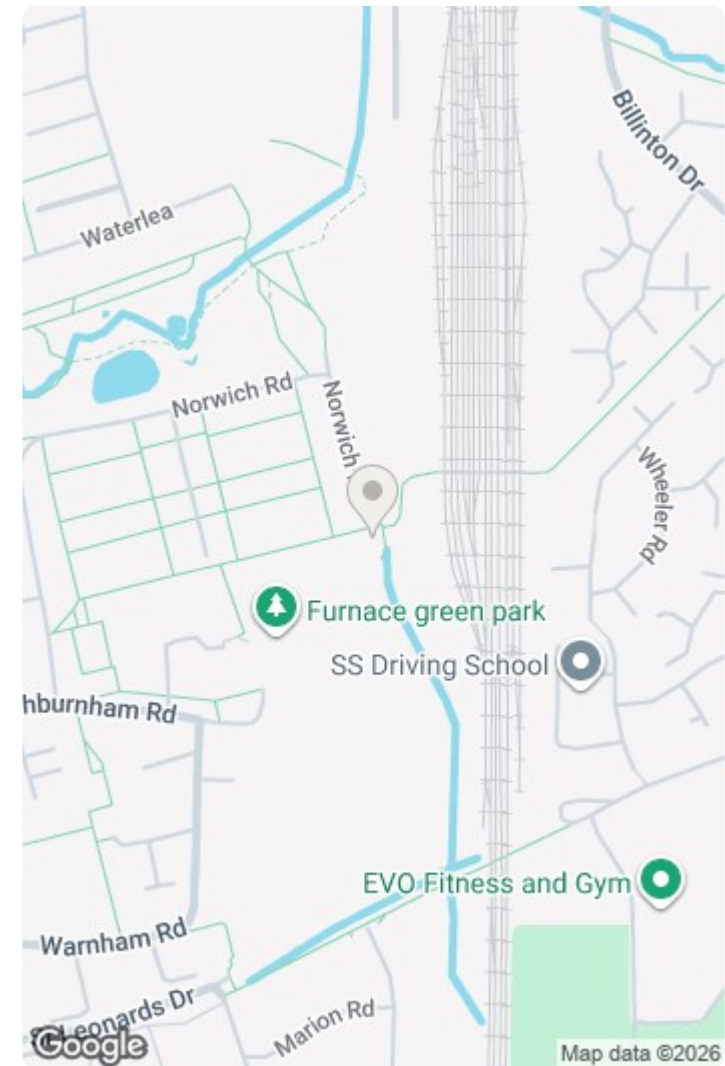 Billinton Dr
Waterlea
Norwich Rd
Norwich
Wheeler Rd
Furnace green park
SS Driving School
hburnham Rd
EVO Fitness and Gym
Warnham Rd
St Leonards Dr
Marion Rd
Google
Map data ©2026